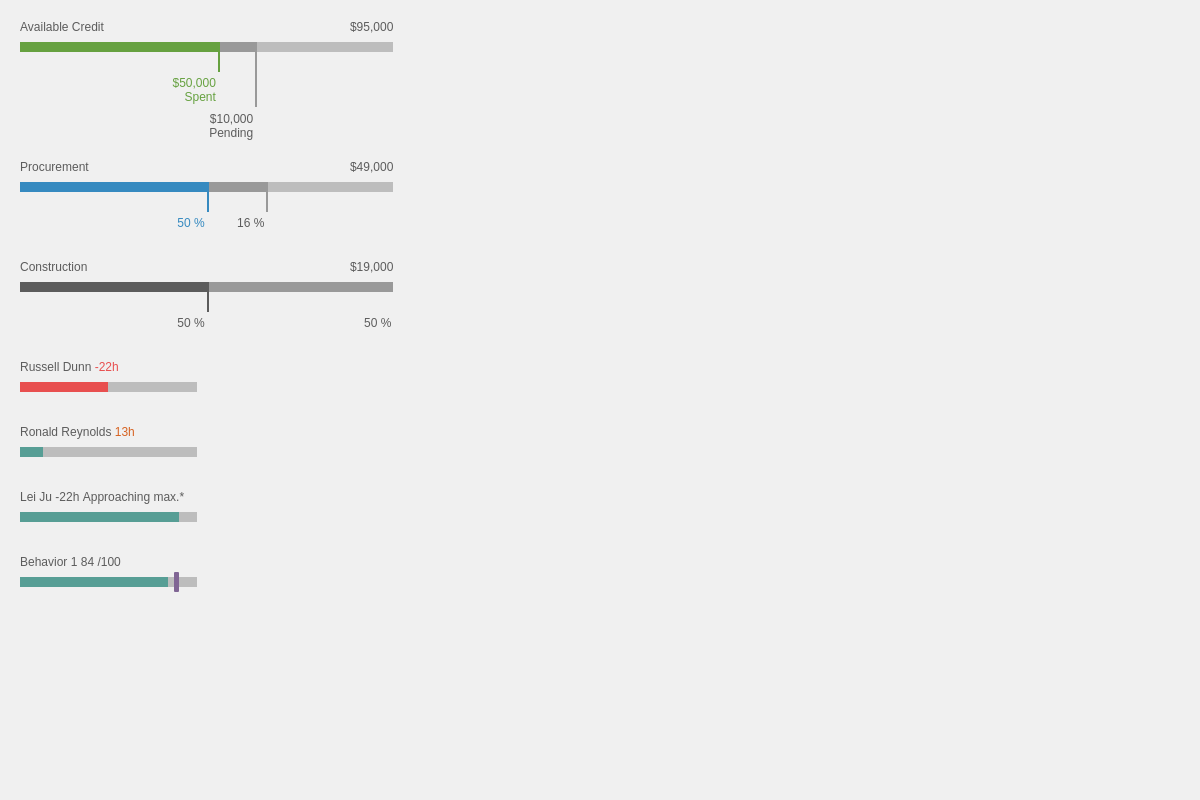 Available Credit $95,000
$50,000
Spent
$10,000
Pending
Procurement $49,000
50 % 16 %
Construction $19,000
50 % 50 %
Russell Dunn -22h
Ronald Reynolds 13h
Lei Ju -22h Approaching max.*
Behavior 1 84 /100